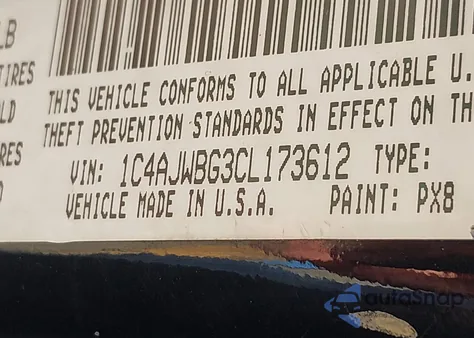 LB
TIRES
THIS VEHICLE CONFORMS TO ALL APPLICABLE U.
LD
THEFT PREVENTION STANDARDS IN EFFECT ON TH
RES
VIN: 1C4AJWBG3CL173612 TYPE:
VEHICLE MADE IN U.S.A. PAINT: PX8
autosnap